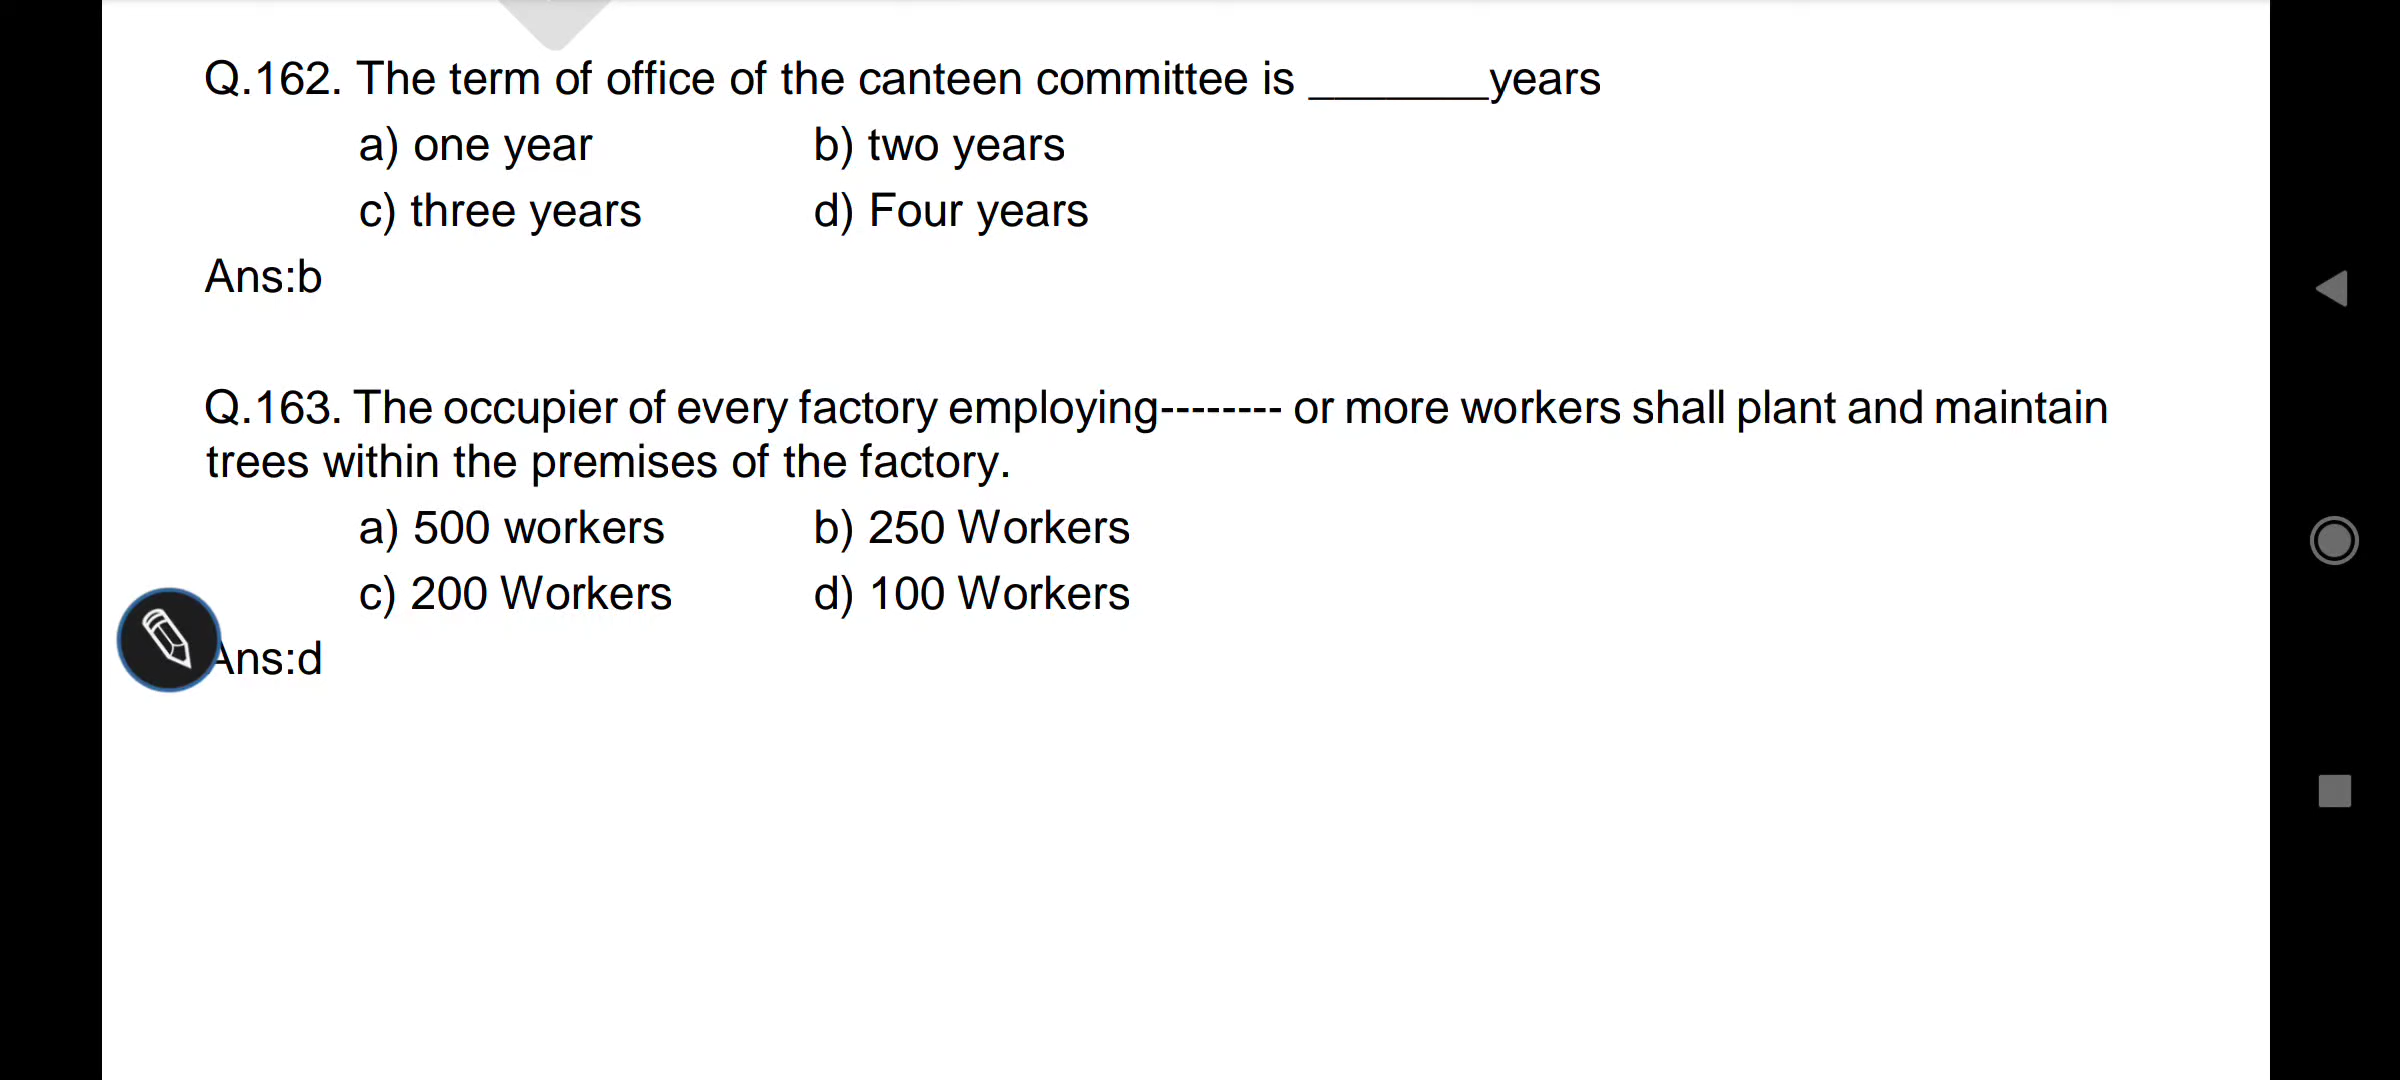 Q.162. The term of office of the canteen committee is _______years
a) one year b) two years
c) three years d) Four years
Ans:b
Q.163. The occupier of every factory employing-------- or more workers shall plant and maintain
trees within the premises of the factory.
a) 500 workers b) 250 Workers
c) 200 Workers d) 100 Workers
Ans:d